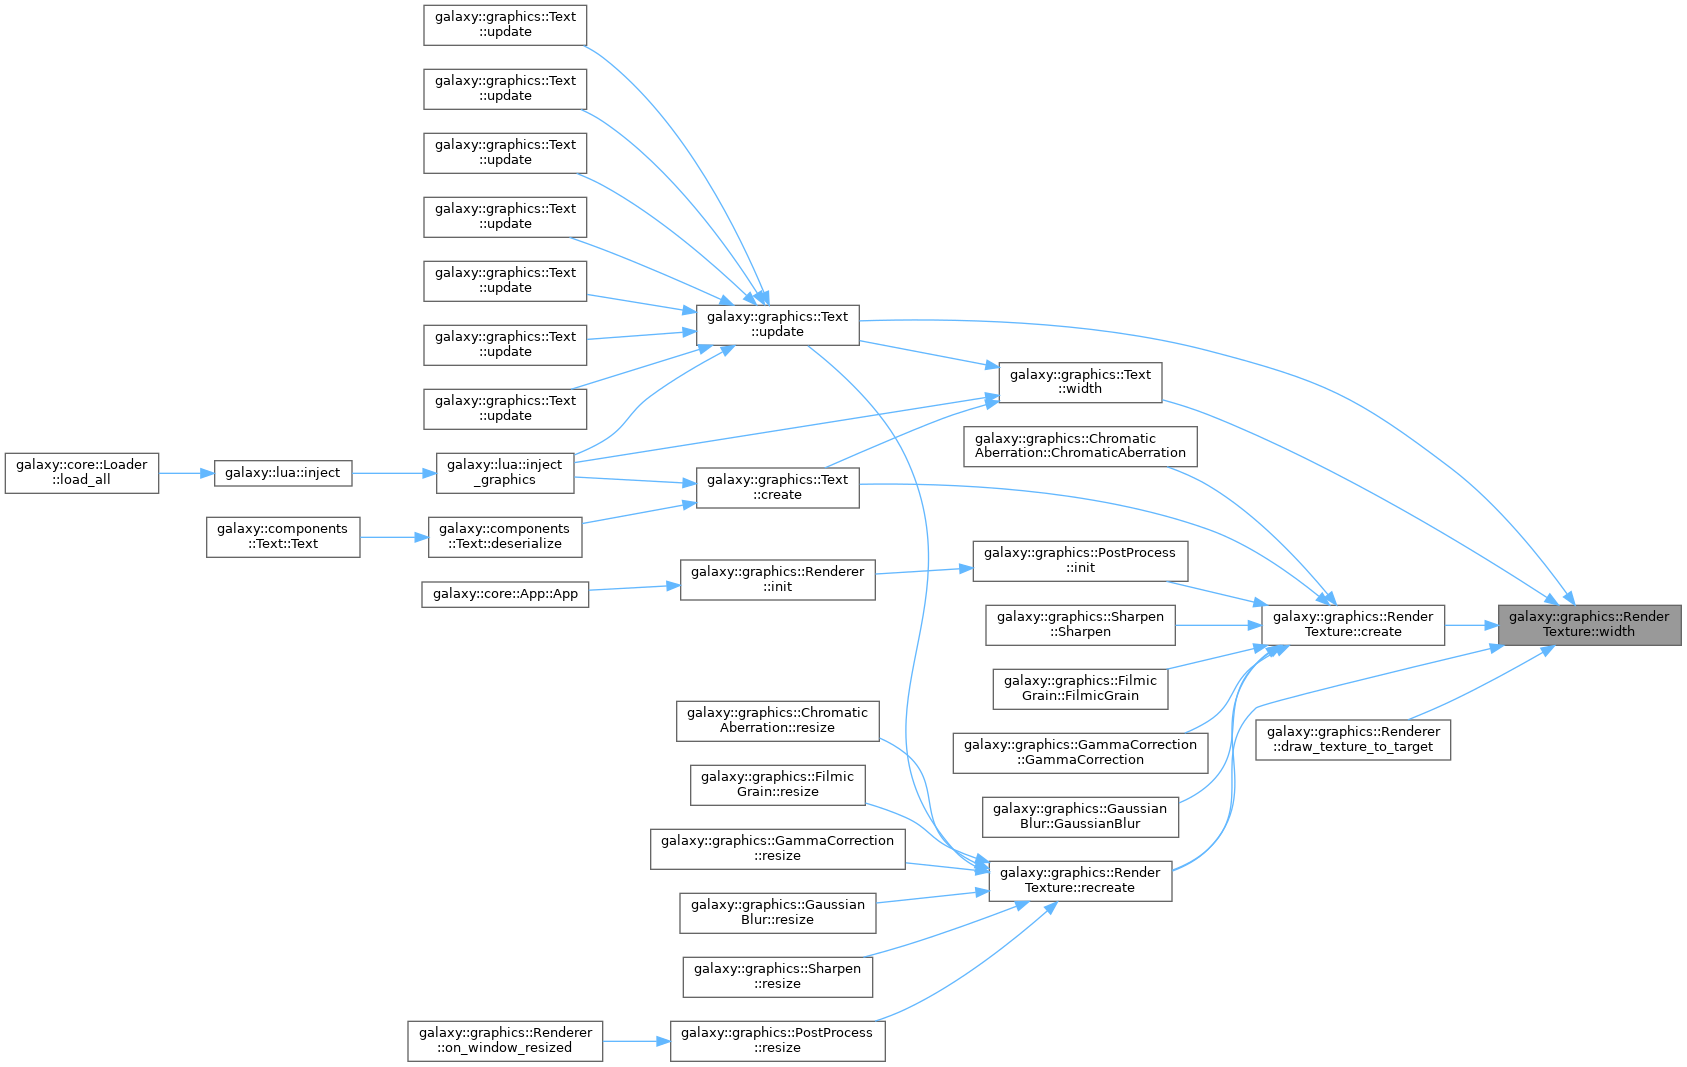 galaxy::graphics::Text
::update
galaxy::graphics::Text
::update
galaxy::graphics::Text
::update
galaxy::graphics::Text
::update
galaxy::graphics::Text
::update
galaxy::graphics::Text
::update
galaxy::graphics::Text
::update
galaxy::graphics::Text
::update
galaxy::graphics::Text
::width
galaxy::graphics::Chromatic
Aberration::ChromaticAberration
galaxy::core::Loader
::load_all
galaxy::lua::inject
galaxy::lua::inject
_graphics
galaxy::graphics::Text
::create
galaxy::components
::Text::Text
galaxy::components
::Text::deserialize
galaxy::core::App::App
galaxy::graphics::Renderer
::init
galaxy::graphics::PostProcess
::init
galaxy::graphics::Sharpen
::Sharpen
galaxy::graphics::Render
Texture::create
galaxy::graphics::Render
Texture::width
galaxy::graphics::Filmic
Grain::FilmicGrain
galaxy::graphics::GammaCorrection
::GammaCorrection
galaxy::graphics::Renderer
::draw_texture_to_target
galaxy::graphics::Gaussian
Blur::GaussianBlur
galaxy::graphics::Chromatic
Aberration::resize
galaxy::graphics::Filmic
Grain::resize
galaxy::graphics::GammaCorrection
::resize
galaxy::graphics::Render
Texture::recreate
galaxy::graphics::Gaussian
Blur::resize
galaxy::graphics::Sharpen
::resize
galaxy::graphics::Renderer
::on_window_resized
galaxy::graphics::PostProcess
::resize